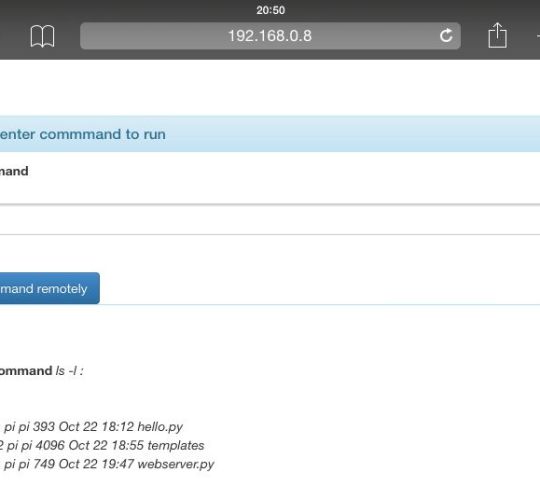 20:50
192.168.0.8
enter commmand to run
mand
mand remotely
ommand ls -l :
pi pi 393 Oct 22 18:12 hello.py
2 pi pi 4096 Oct 22 18:55 templates
pi pi 749 Oct 22 19:47 webserver.py